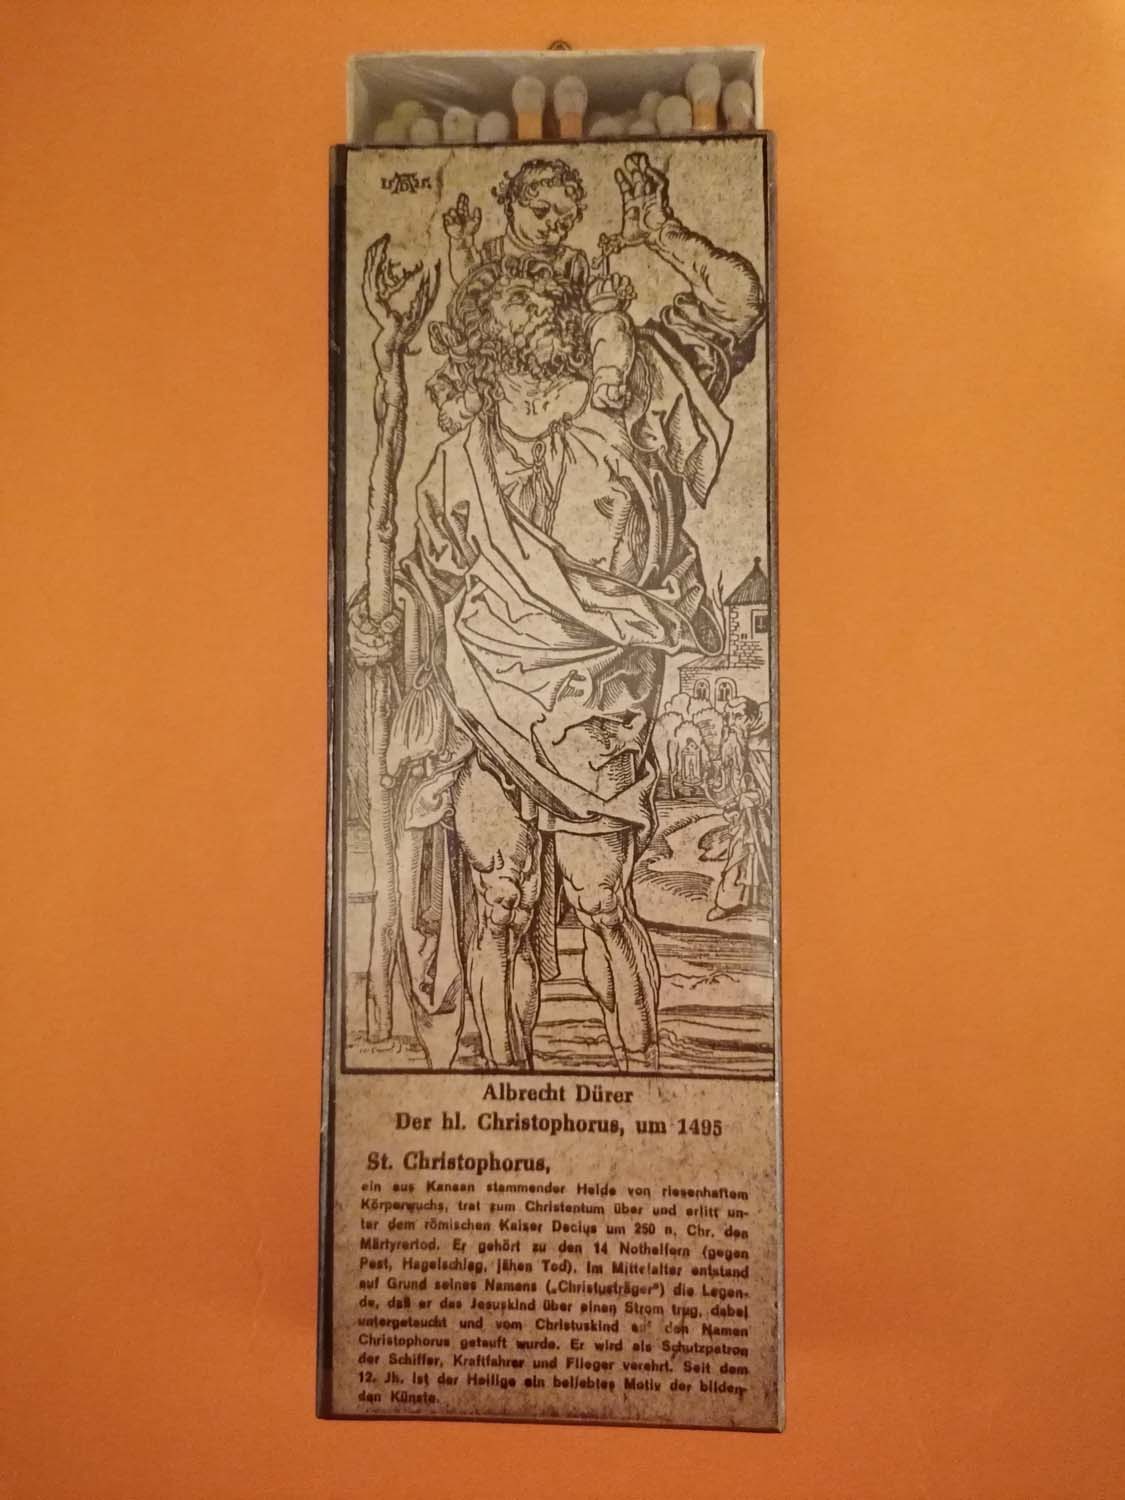 Albrecht Dürer
Der hl. Christophorus, um 1495
St. Christophorus,
ein aus Kanaan stammender Heide von riesenhaftem
Körperwuchs, trat zum Christentum über und erlitt un-
ter dem römischen Kaiser Decius um 250 n. Chr. den
Märtyrertod. Er gehört zu den 14 Nothelfern (gegen
Pest, Hagelschlag, jähen Tod). Im Mittelalter entstand
auf Grund seines Namens („Christusträger“) die Legen-
de, daß er das Jesuskind über einen Strom trug, dabei
untergetaucht und vom Christuskind auf den Namen
Christophorus getauft wurde. Er wird als Schutzpatron
der Schiffer, Kraftfahrer und Flieger verehrt. Seit dem
12. Jh. ist der Heilige ein beliebtes Motiv der bilden-
den Künste.